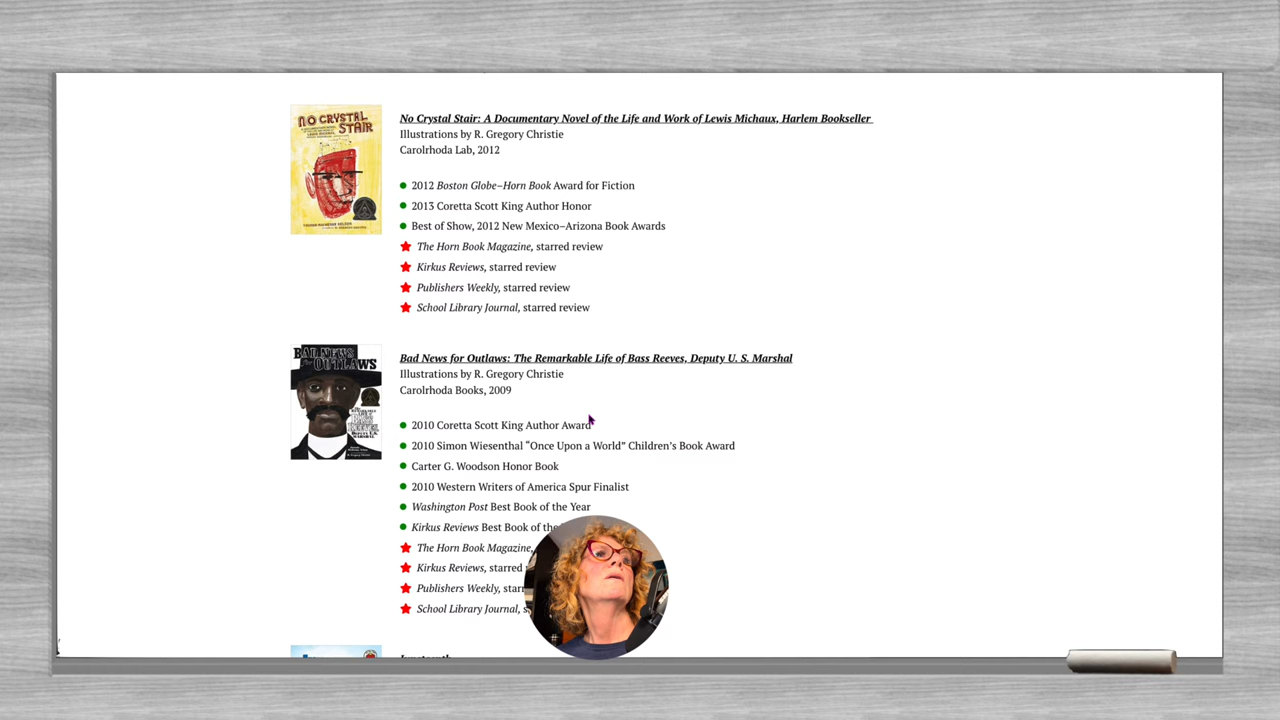 NO CRYSTAL
STAIR
No Crystal Stair: A Documentary Novel of the Life and Work of Lewis Michaux, Harlem Bookseller
Illustrations by R. Gregory Christie
Carolrhoda Lab, 2012
2012 Boston Globe–Horn Book Award for Fiction
2013 Coretta Scott King Author Honor
Best of Show, 2012 New Mexico–Arizona Book Awards
The Horn Book Magazine, starred review
Kirkus Reviews, starred review
Publishers Weekly, starred review
School Library Journal, starred review
BAD NEWS
for OUTLAWS
Bad News for Outlaws: The Remarkable Life of Bass Reeves, Deputy U. S. Marshal
Illustrations by R. Gregory Christie
Carolrhoda Books, 2009
2010 Coretta Scott King Author Award
2010 Simon Wiesenthal “Once Upon a World” Children’s Book Award
Carter G. Woodson Honor Book
2010 Western Writers of America Spur Finalist
Washington Post Best Book of the Year
Kirkus Reviews Best Book of the
The Horn Book Magazine,
Kirkus Reviews, starred
Publishers Weekly,
School Library Journal,